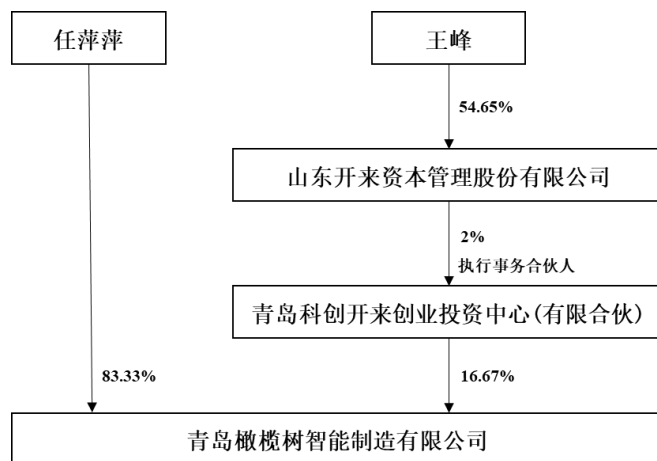 任萍萍
王峰
54.65%
山东开来资本管理股份有限公司
2%
执行事务合伙人
青岛科创开来创业投资中心(有限合伙)
83.33%
16.67%
青岛橄榄树智能制造有限公司